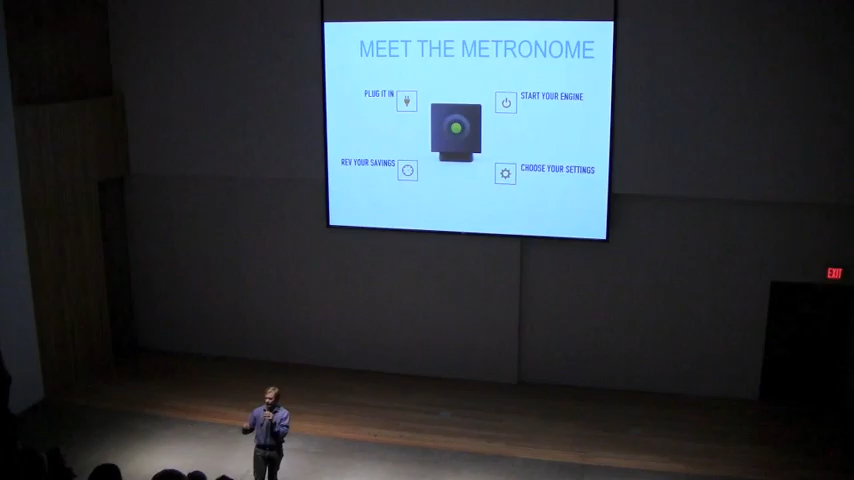 MEET THE METRONOME
PLUG IT IN
START YOUR ENGINE
REV YOUR SAVINGS
CHOOSE YOUR SETTINGS
EXIT